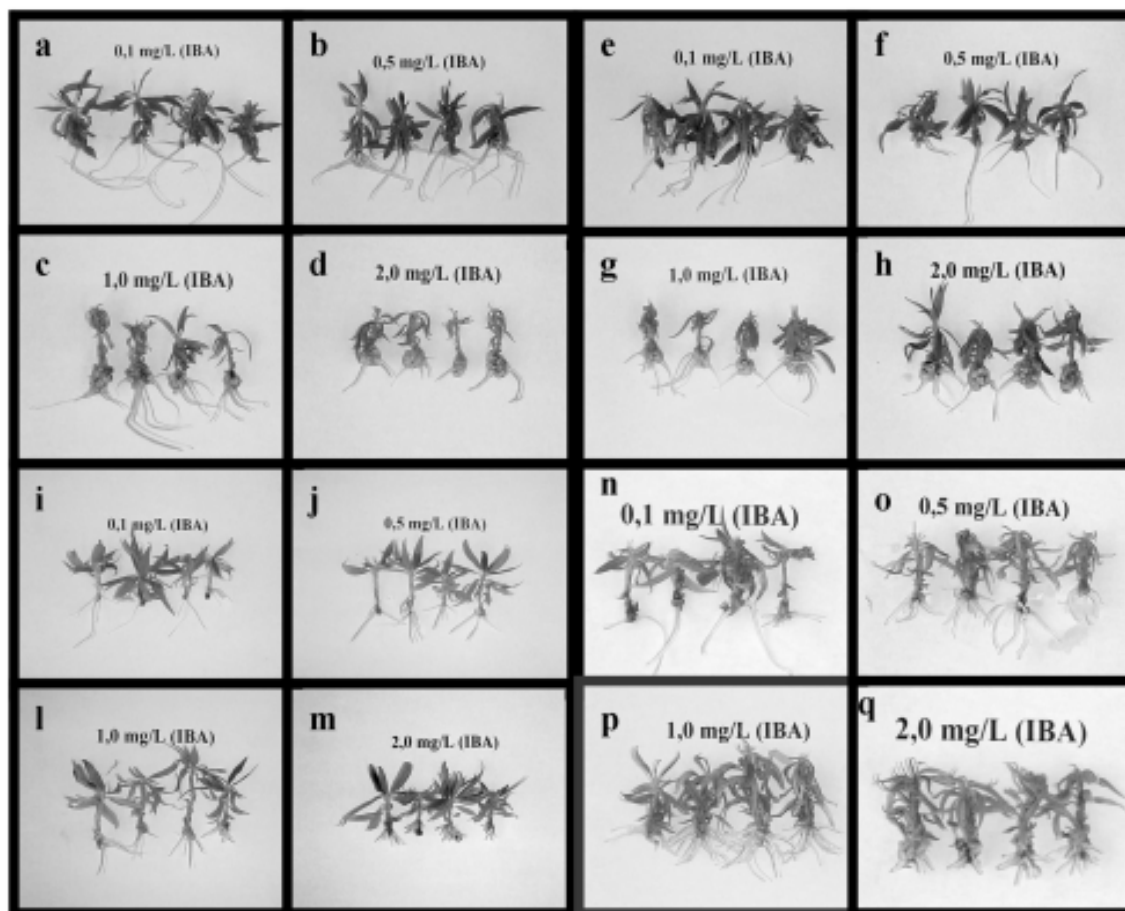 a
0,1 mg/L (IBA)
b
0,5 mg/L (IBA)
e
0,1 mg/L (IBA)
f
0,5 mg/L (IBA)
c
1,0 mg/L (IBA)
d
2,0 mg/L (IBA)
g
1,0 mg/L (IBA)
h
2,0 mg/L (IBA)
i
0,1 mg/L (IBA)
j
0,5 mg/L (IBA)
n
0,1 mg/L (IBA)
o
0,5 mg/L (IBA)
l
1,0 mg/L (IBA)
m
2,0 mg/L (IBA)
p
1,0 mg/L (IBA)
q
2,0 mg/L (IBA)